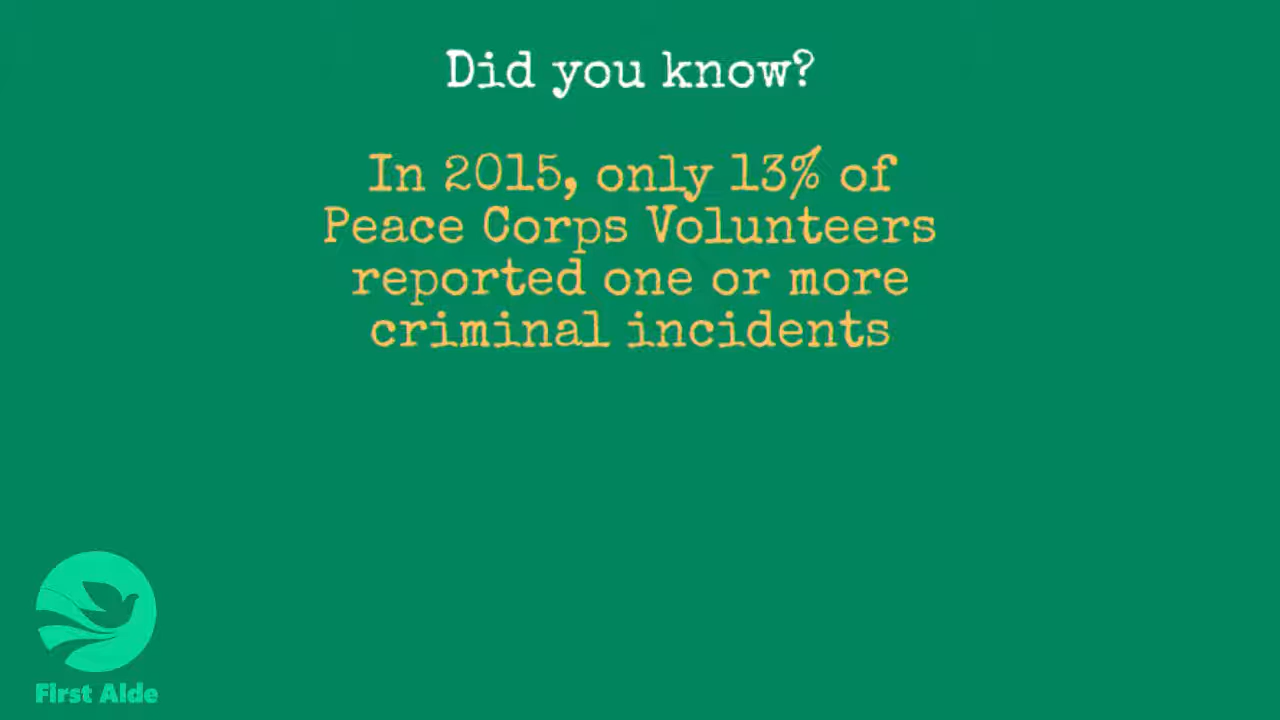 Did you know?
In 2015, only 13% of
Peace Corps Volunteers
reported one or more
criminal incidents
First Aide